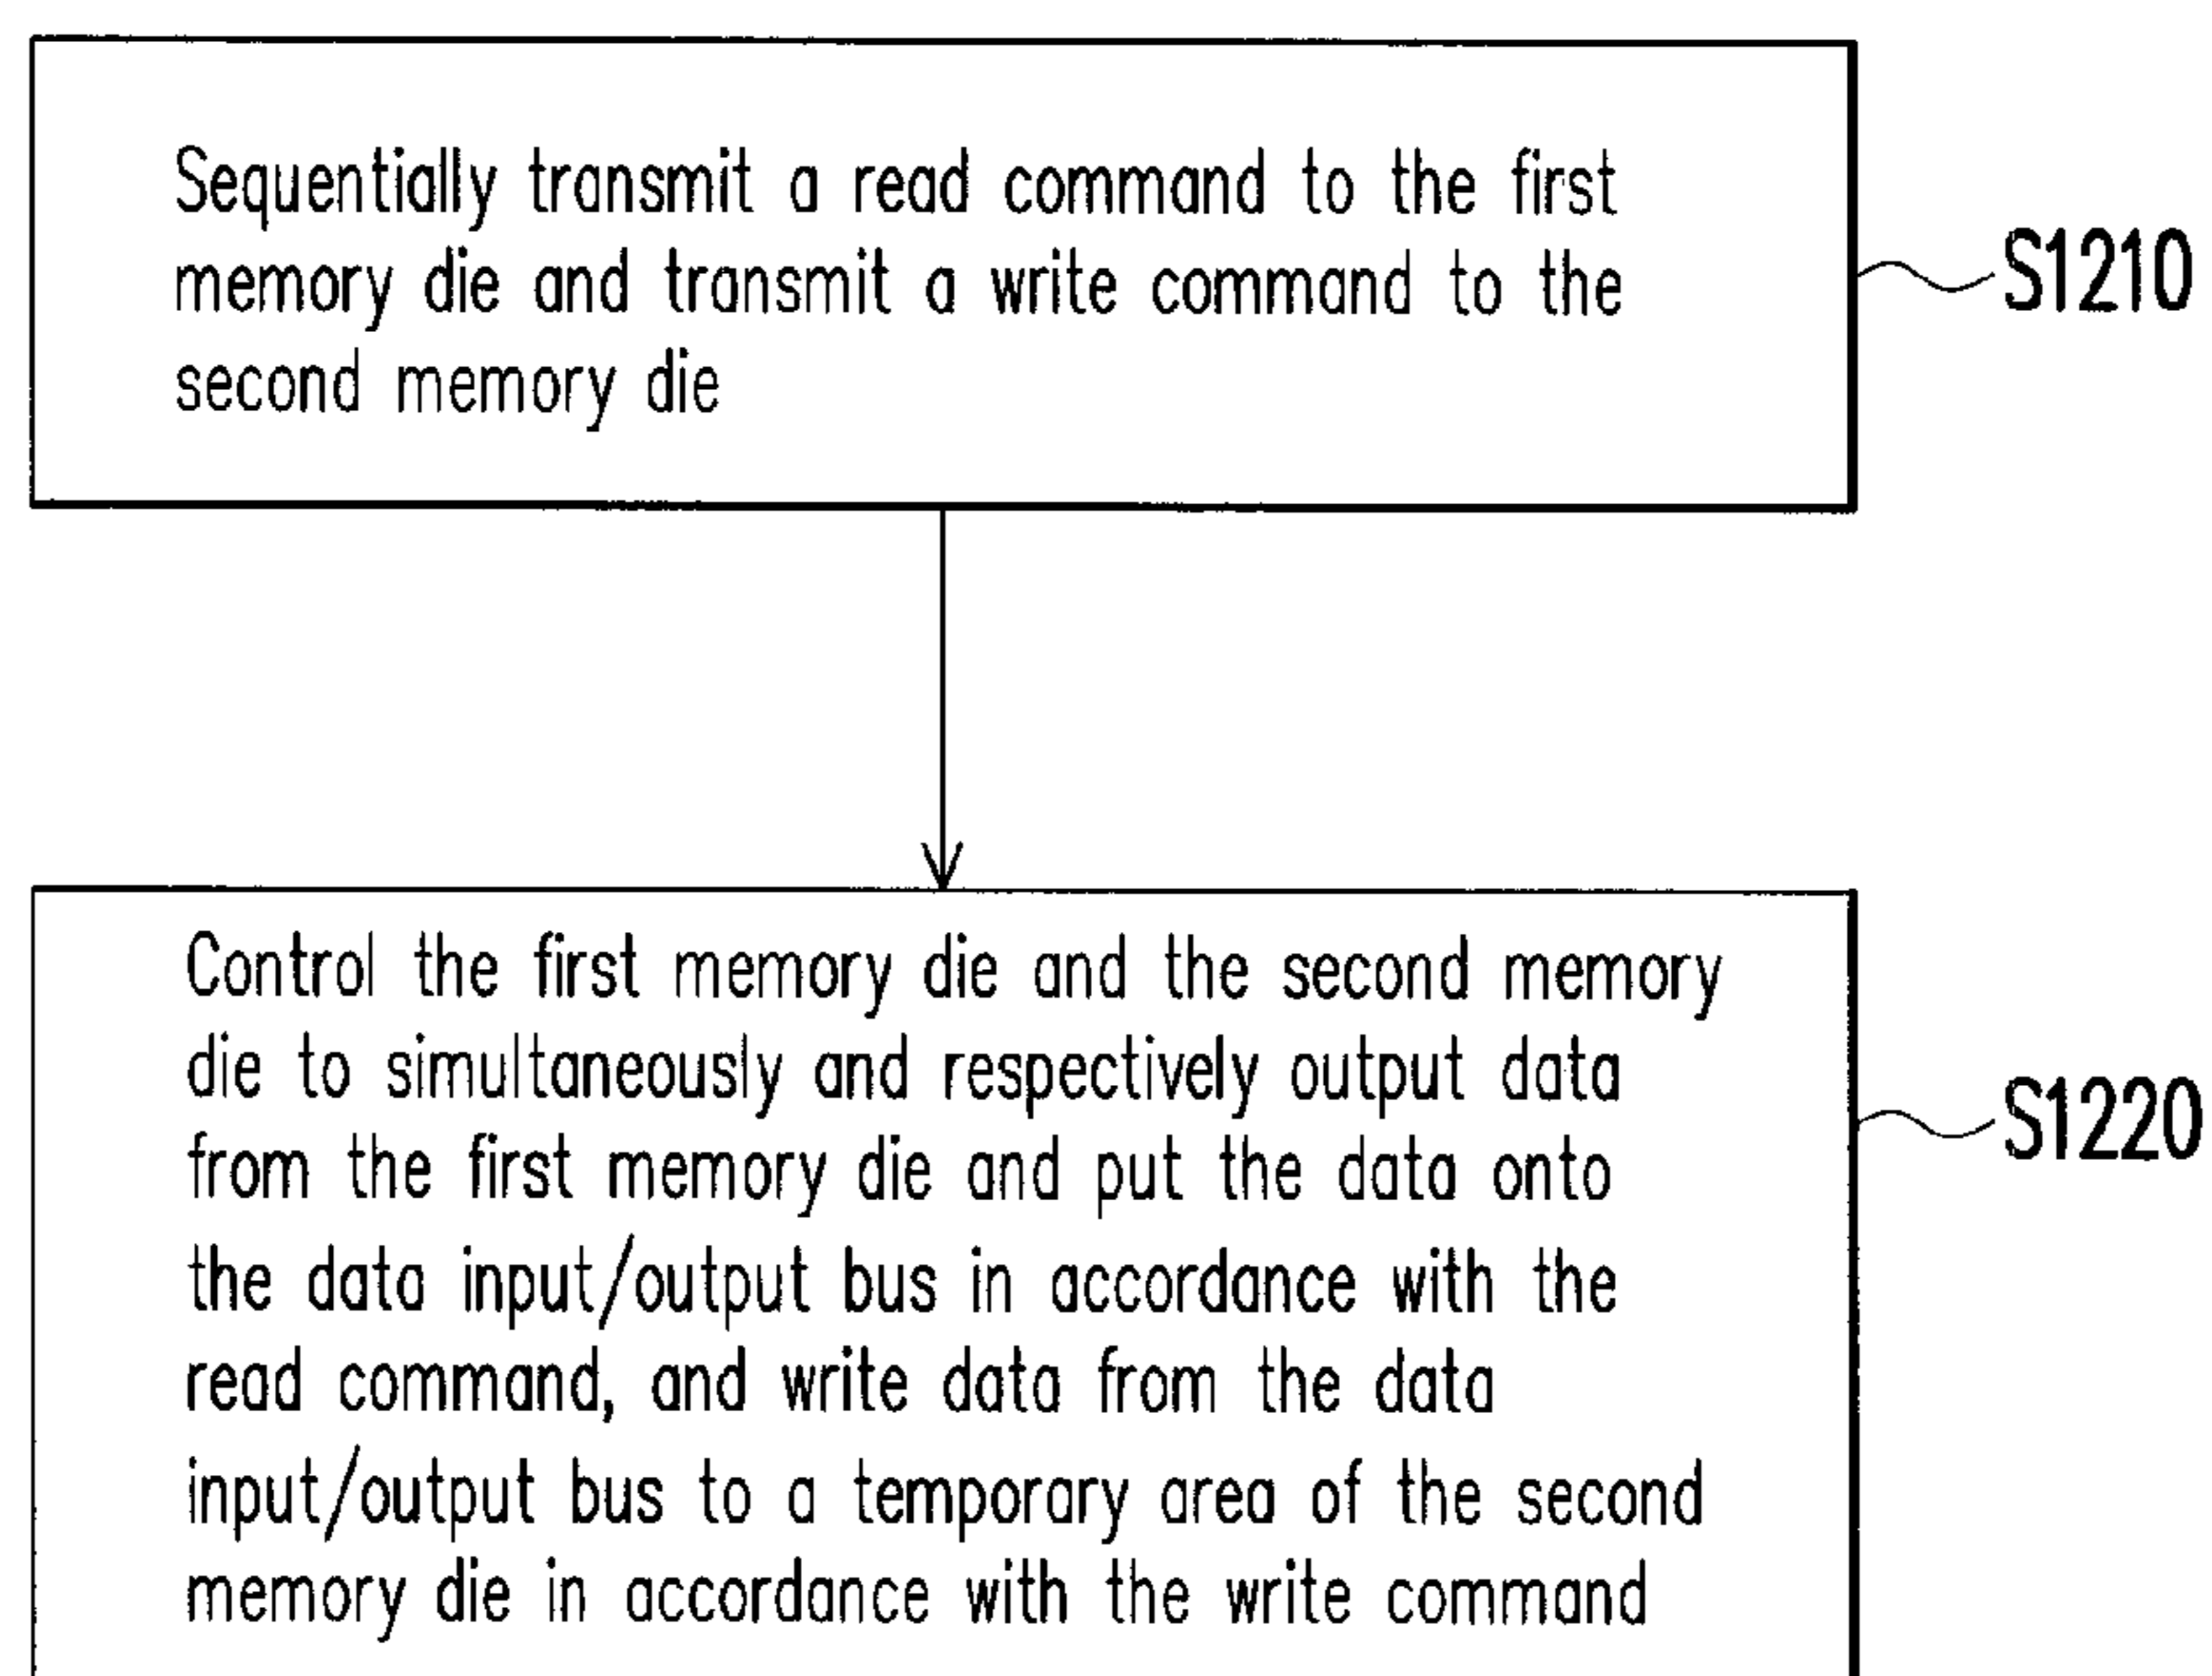 Sequentially transmit a read command to the first
memory die and transmit a write command to the
second memory die
S1210
Control the first memory die and the second memory
die to simultaneously and respectively output data
from the first memory die and put the data onto
the data input/output bus in accordance with the
read command, and write data from the data
input/output bus to a temporary area of the second
memory die in accordance with the write command
S1220